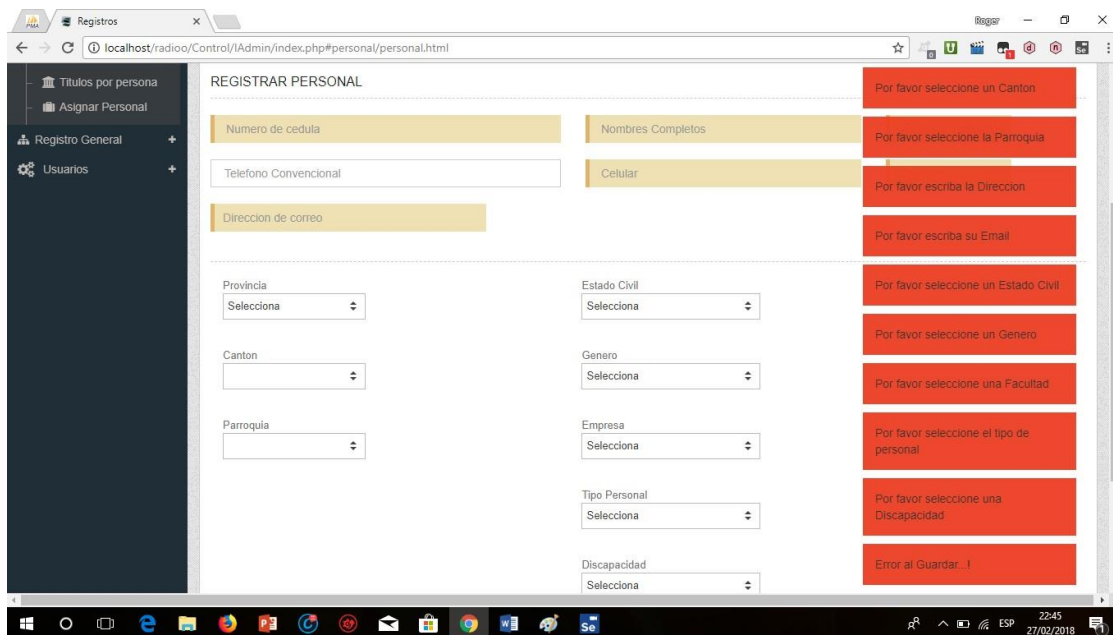 Registros
Roger
localhost/radioo/Control/IAdmin/index.php#personal/personal.html
Titulos por persona
Asignar Personal
Registro General +
Usuarios +
REGISTRAR PERSONAL
Numero de cedula
Nombres Completos
Telefono Convencional
Celular
Direccion de correo
Provincia
Selecciona
Canton
Parroquia
Estado Civil
Selecciona
Genero
Selecciona
Empresa
Selecciona
Tipo Personal
Selecciona
Discapacidad
Selecciona
Por favor seleccione un Canton
Por favor seleccione la Parroquia
Por favor escriba la Direccion
Por favor escriba su Email
Por favor seleccione un Estado Civil
Por favor seleccione un Genero
Por favor seleccione una Facultad
Por favor seleccione el tipo de
personal
Por favor seleccione una
Discapacidad
Error al Guardar...!
Se
ESP
22:45
27/02/2018